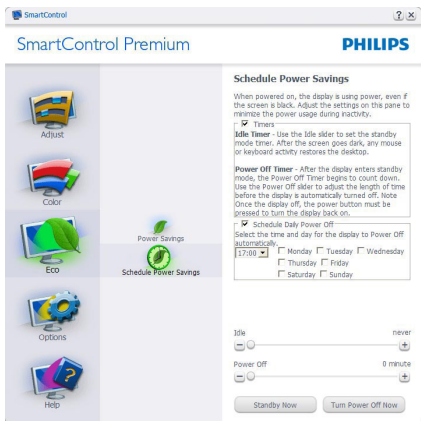 SmartControl
SmartControl Premium
PHILIPS
Adjust
Color
Eco
Options
Help
Power Savings
Schedule Power Savings
Schedule Power Savings
When powered on, the display is using power, even if
the screen is black. Adjust the settings on this pane to
minimize the power usage during inactivity.
Timers
Idle Timer - Use the Idle slider to set the standby
mode timer. After the screen goes dark, any mouse
or keyboard activity restores the desktop.
Power Off Timer - After the display enters standby
mode, the Power Off Timer begins to count down.
Use the Power Off slider to adjust the length of time
before the display is automatically turned off. Note
Once the display off, the power button must be
pressed to turn the display back on.
Schedule Daily Power Off
Select the time and day for the display to Power Off
automatically.
17:00 Monday Tuesday Wednesday
Thursday Friday
Saturday Sunday
Idle never
Power Off 0 minute
Standby Now Turn Power Off Now